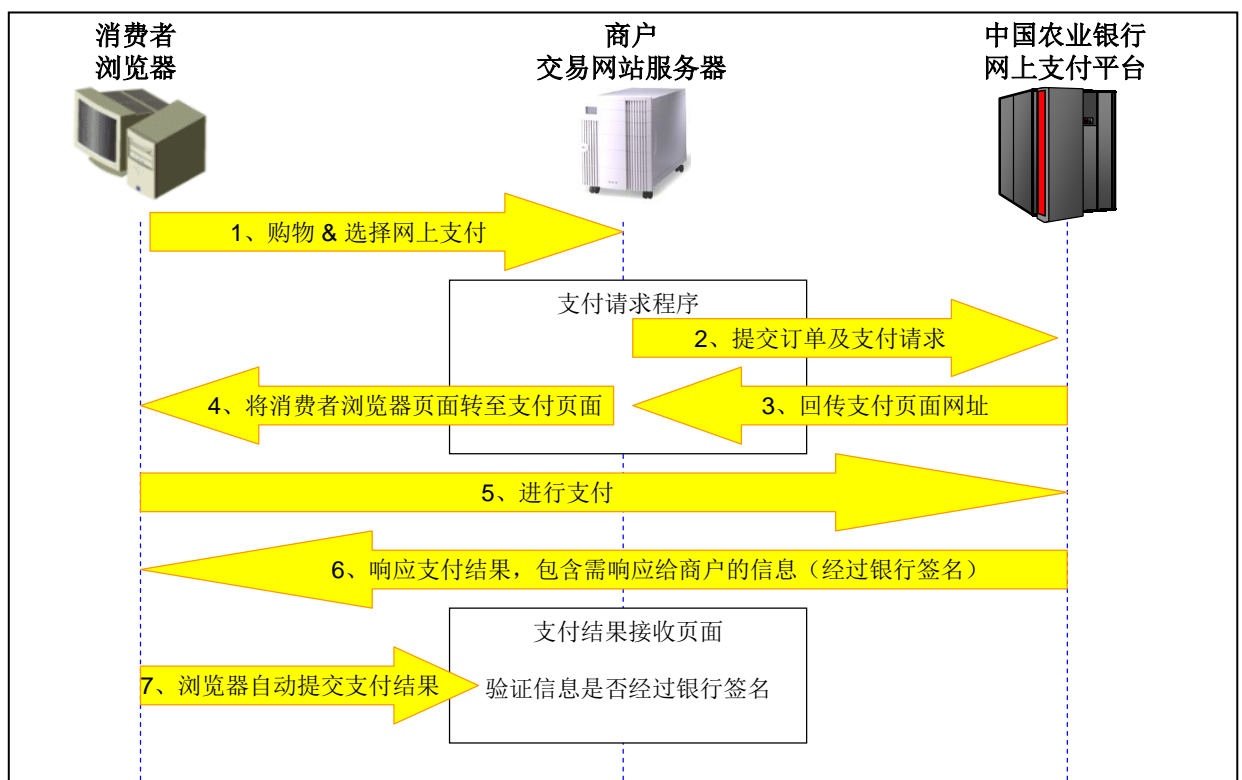 消费者
浏览器
商户
交易网站服务器
中国农业银行
网上支付平台
1、购物 & 选择网上支付
支付请求程序
2、提交订单及支付请求
3、回传支付页面网址
4、将消费者浏览器页面转至支付页面
5、进行支付
6、响应支付结果，包含需响应给商户的信息（经过银行签名）
支付结果接收页面
7、浏览器自动提交支付结果
验证信息是否经过银行签名